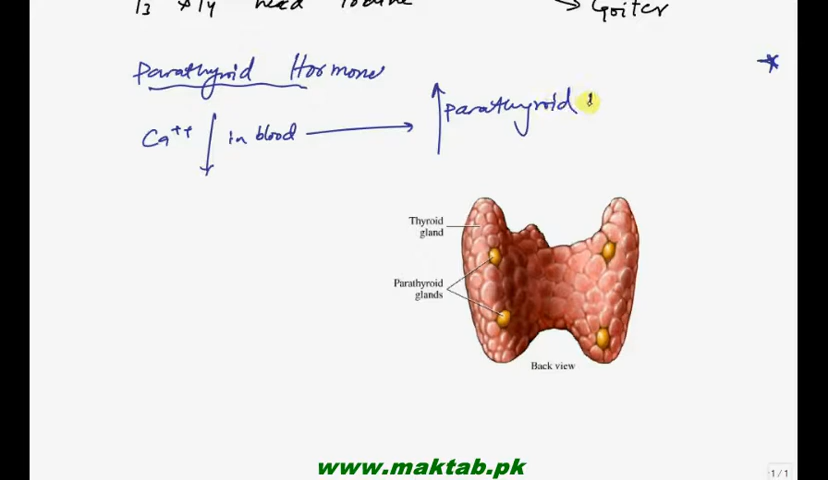 T3 & T4 need Iodine → Goiter
Parathyroid Hormone
Ca++ ↓ in blood → ↑ Parathyroid
Thyroid
gland
Parathyroid
glands
Back view
www.maktab.pk
1/1